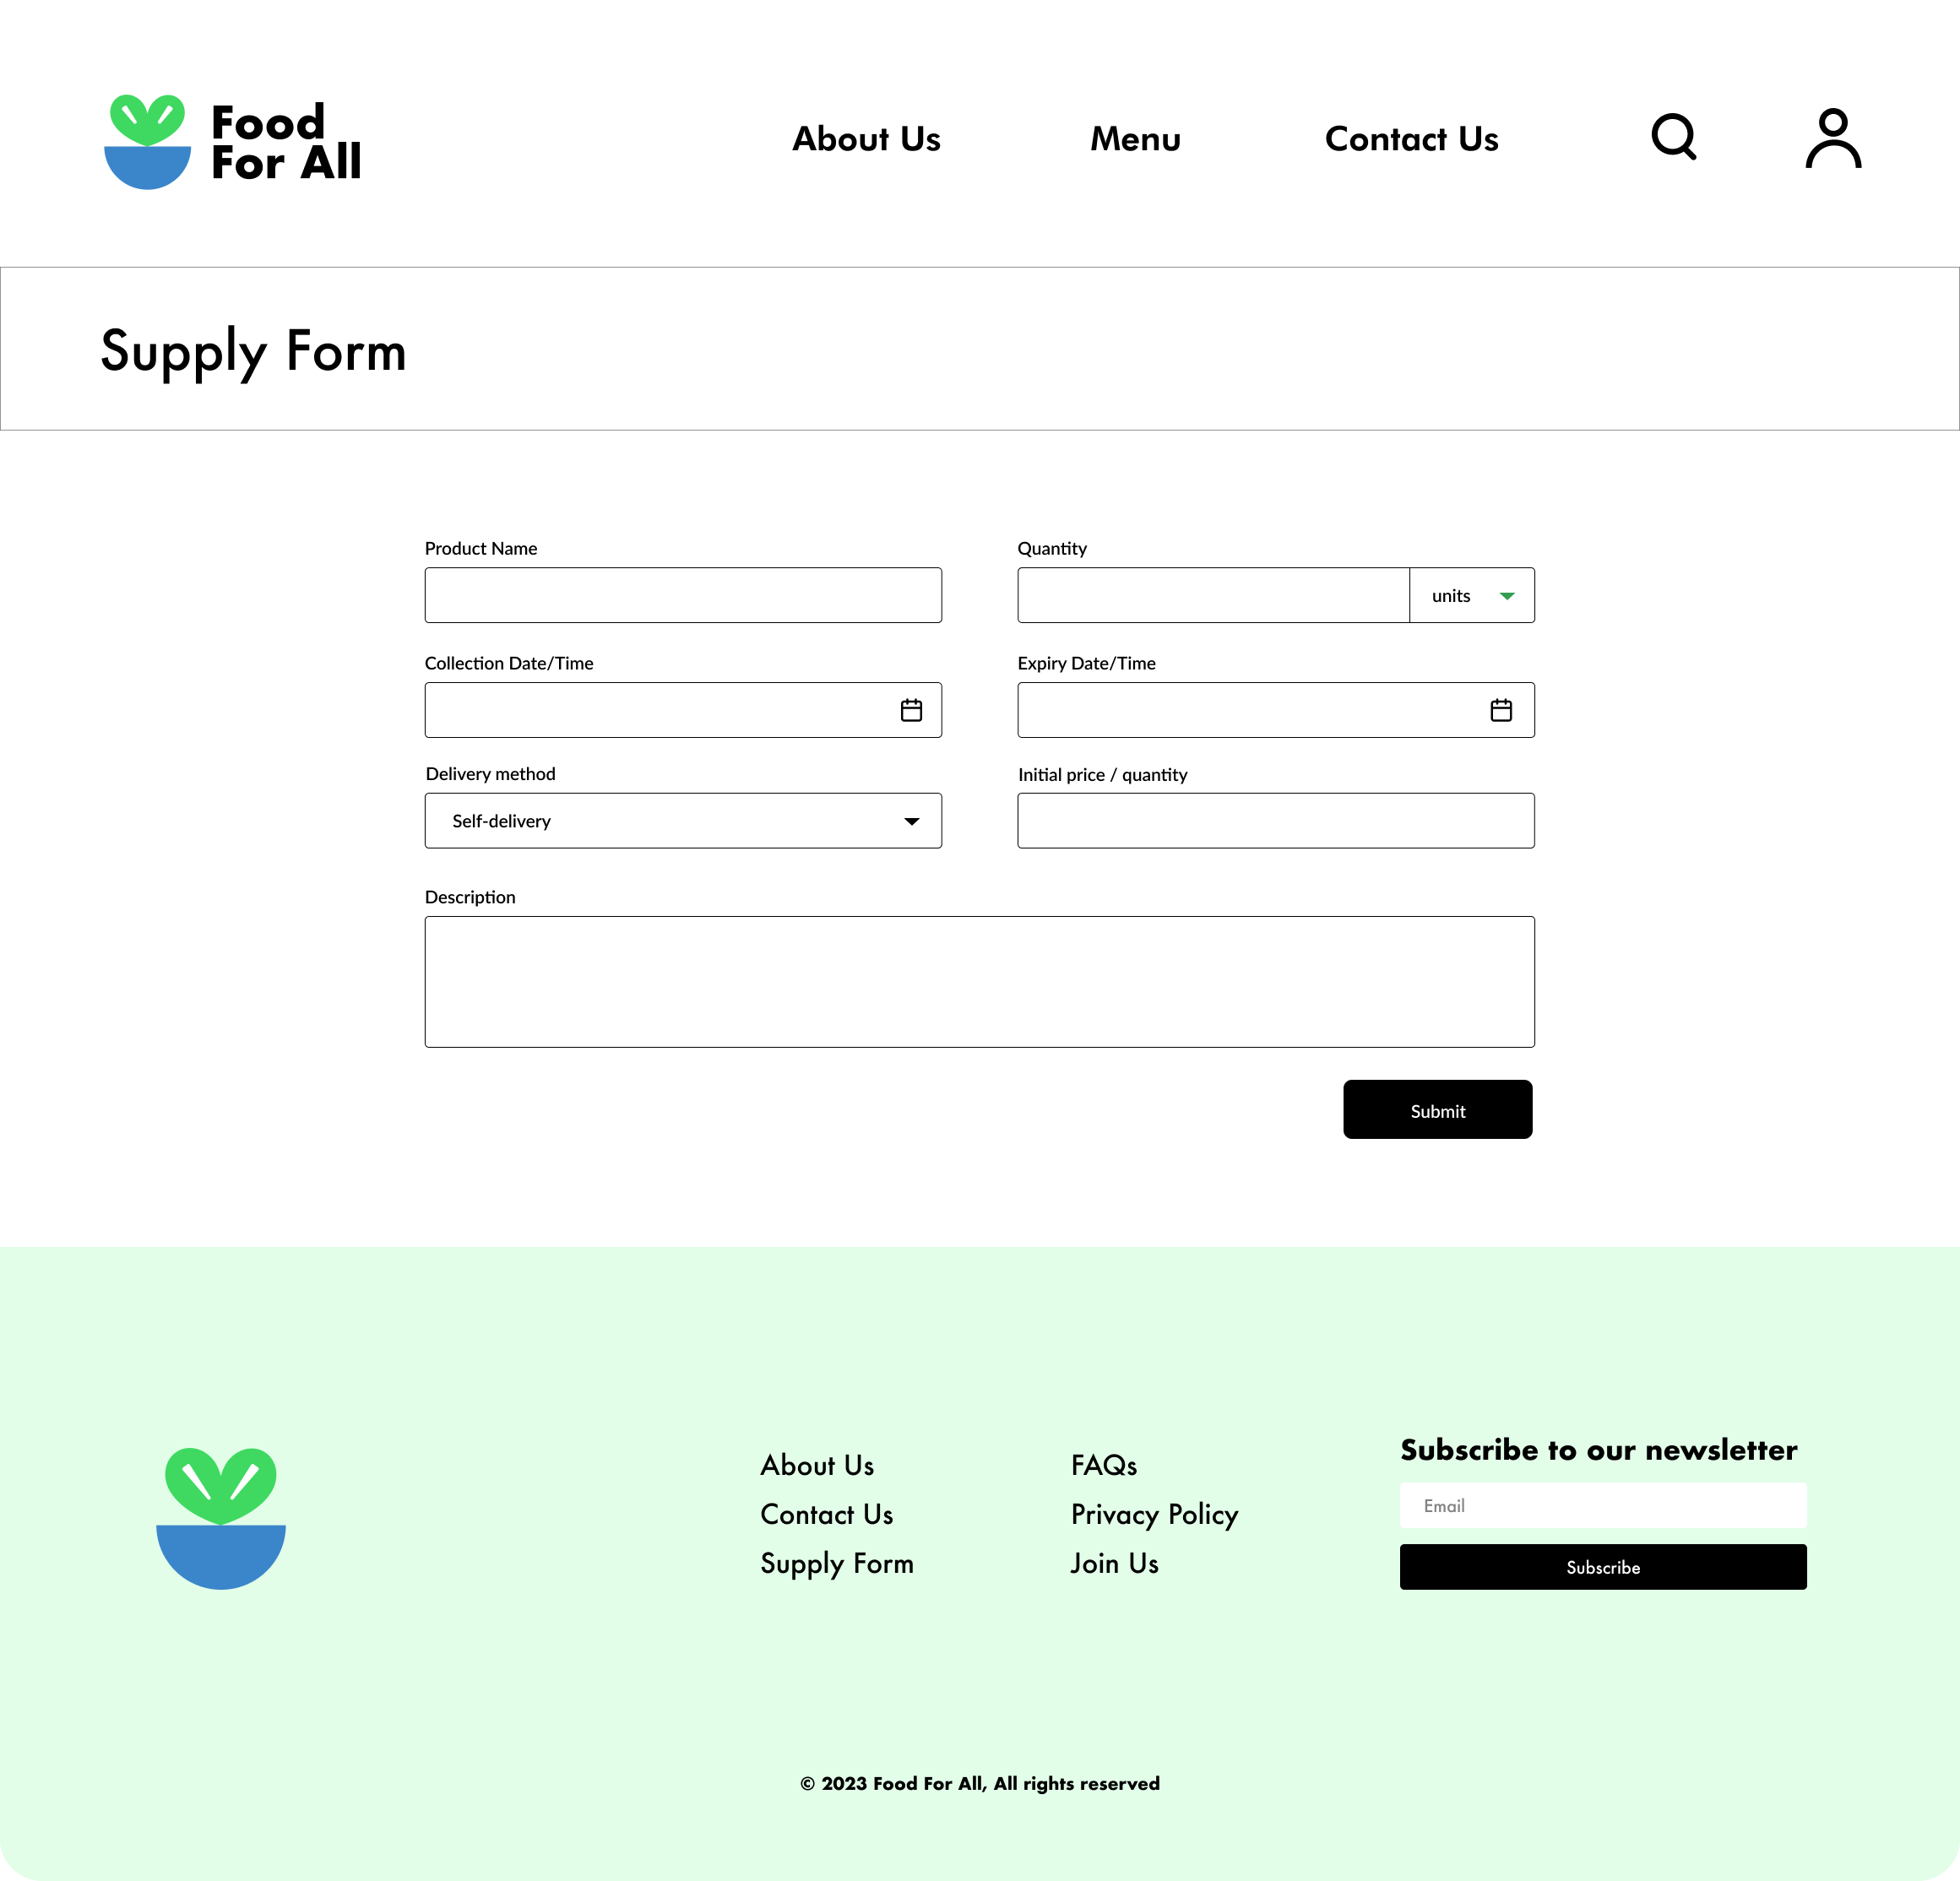 Food
For All
About Us
Menu
Contact Us
Supply Form
Product Name
Quantity
units
Collection Date/Time
Expiry Date/Time
Delivery method
Initial price / quantity
Self-delivery
Description
Submit
About Us
Contact Us
Supply Form
FAQs
Privacy Policy
Join Us
Subscribe to our newsletter
Email
Subscribe
© 2023 Food For All, All rights reserved